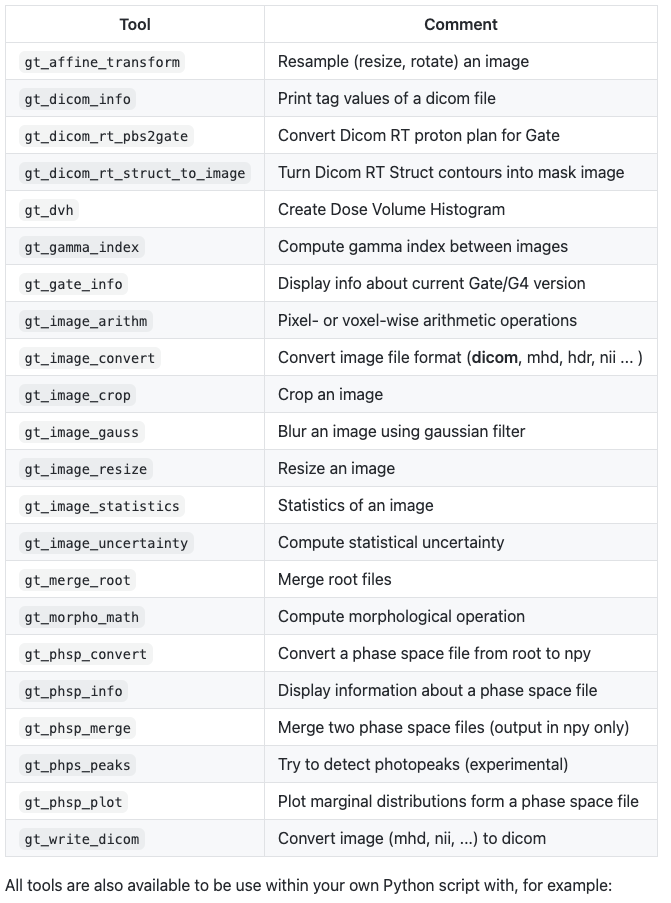 Tool Comment
gt_affine_transform Resample (resize, rotate) an image
gt_dicom_info Print tag values of a dicom file
gt_dicom_rt_pbs2gate Convert Dicom RT proton plan for Gate
gt_dicom_rt_struct_to_image Turn Dicom RT Struct contours into mask image
gt_dvh Create Dose Volume Histogram
gt_gamma_index Compute gamma index between images
gt_gate_info Display info about current Gate/G4 version
gt_image_arithm Pixel- or voxel-wise arithmetic operations
gt_image_convert Convert image file format (dicom, mhd, hdr, nii ... )
gt_image_crop Crop an image
gt_image_gauss Blur an image using gaussian filter
gt_image_resize Resize an image
gt_image_statistics Statistics of an image
gt_image_uncertainty Compute statistical uncertainty
gt_merge_root Merge root files
gt_morpho_math Compute morphological operation
gt_phsp_convert Convert a phase space file from root to npy
gt_phsp_info Display information about a phase space file
gt_phsp_merge Merge two phase space files (output in npy only)
gt_phps_peaks Try to detect photopeaks (experimental)
gt_phsp_plot Plot marginal distributions form a phase space file
gt_write_dicom Convert image (mhd, nii, ...) to dicom
All tools are also available to be use within your own Python script with, for example: